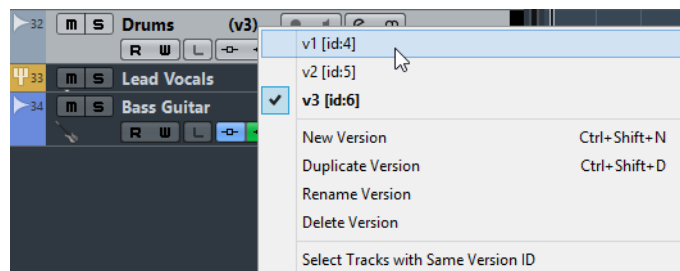 32 m S Drums (v3) e
R W L
33 m S Lead Vocals
34 m S Bass Guitar
R W L
v1 [id:4]
v2 [id:5]
v3 [id:6]
New Version Ctrl+Shift+N
Duplicate Version Ctrl+Shift+D
Rename Version
Delete Version
Select Tracks with Same Version ID